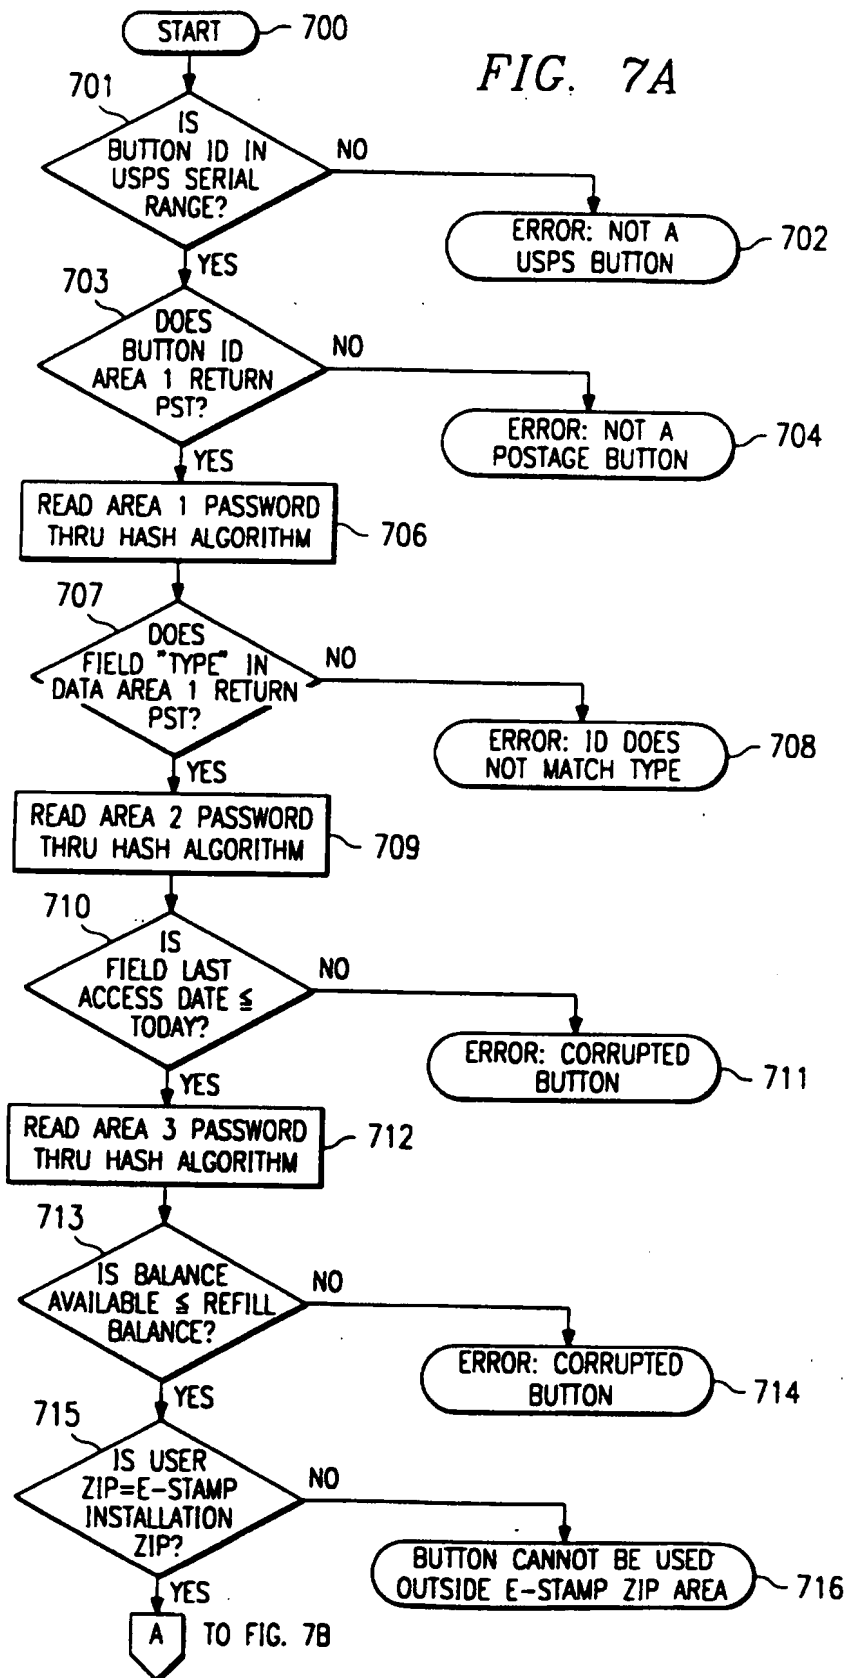 START
700
FIG. 7A
701
IS
BUTTON ID IN
USPS SERIAL
RANGE?
NO
ERROR: NOT A
USPS BUTTON
702
YES
703
DOES
BUTTON ID
AREA 1 RETURN
PST?
NO
ERROR: NOT A
POSTAGE BUTTON
704
YES
READ AREA 1 PASSWORD
THRU HASH ALGORITHM
706
707
DOES
FIELD "TYPE" IN
DATA AREA 1 RETURN
PST?
NO
ERROR: ID DOES
NOT MATCH TYPE
708
YES
READ AREA 2 PASSWORD
THRU HASH ALGORITHM
709
710
IS
FIELD LAST
ACCESS DATE ≦
TODAY?
NO
ERROR: CORRUPTED
BUTTON
711
YES
READ AREA 3 PASSWORD
THRU HASH ALGORITHM
712
713
IS BALANCE
AVAILABLE ≦ REFILL
BALANCE?
NO
ERROR: CORRUPTED
BUTTON
714
YES
715
IS USER
ZIP=E-STAMP
INSTALLATION
ZIP?
NO
BUTTON CANNOT BE USED
OUTSIDE E-STAMP ZIP AREA
716
YES
A
TO FIG. 7B